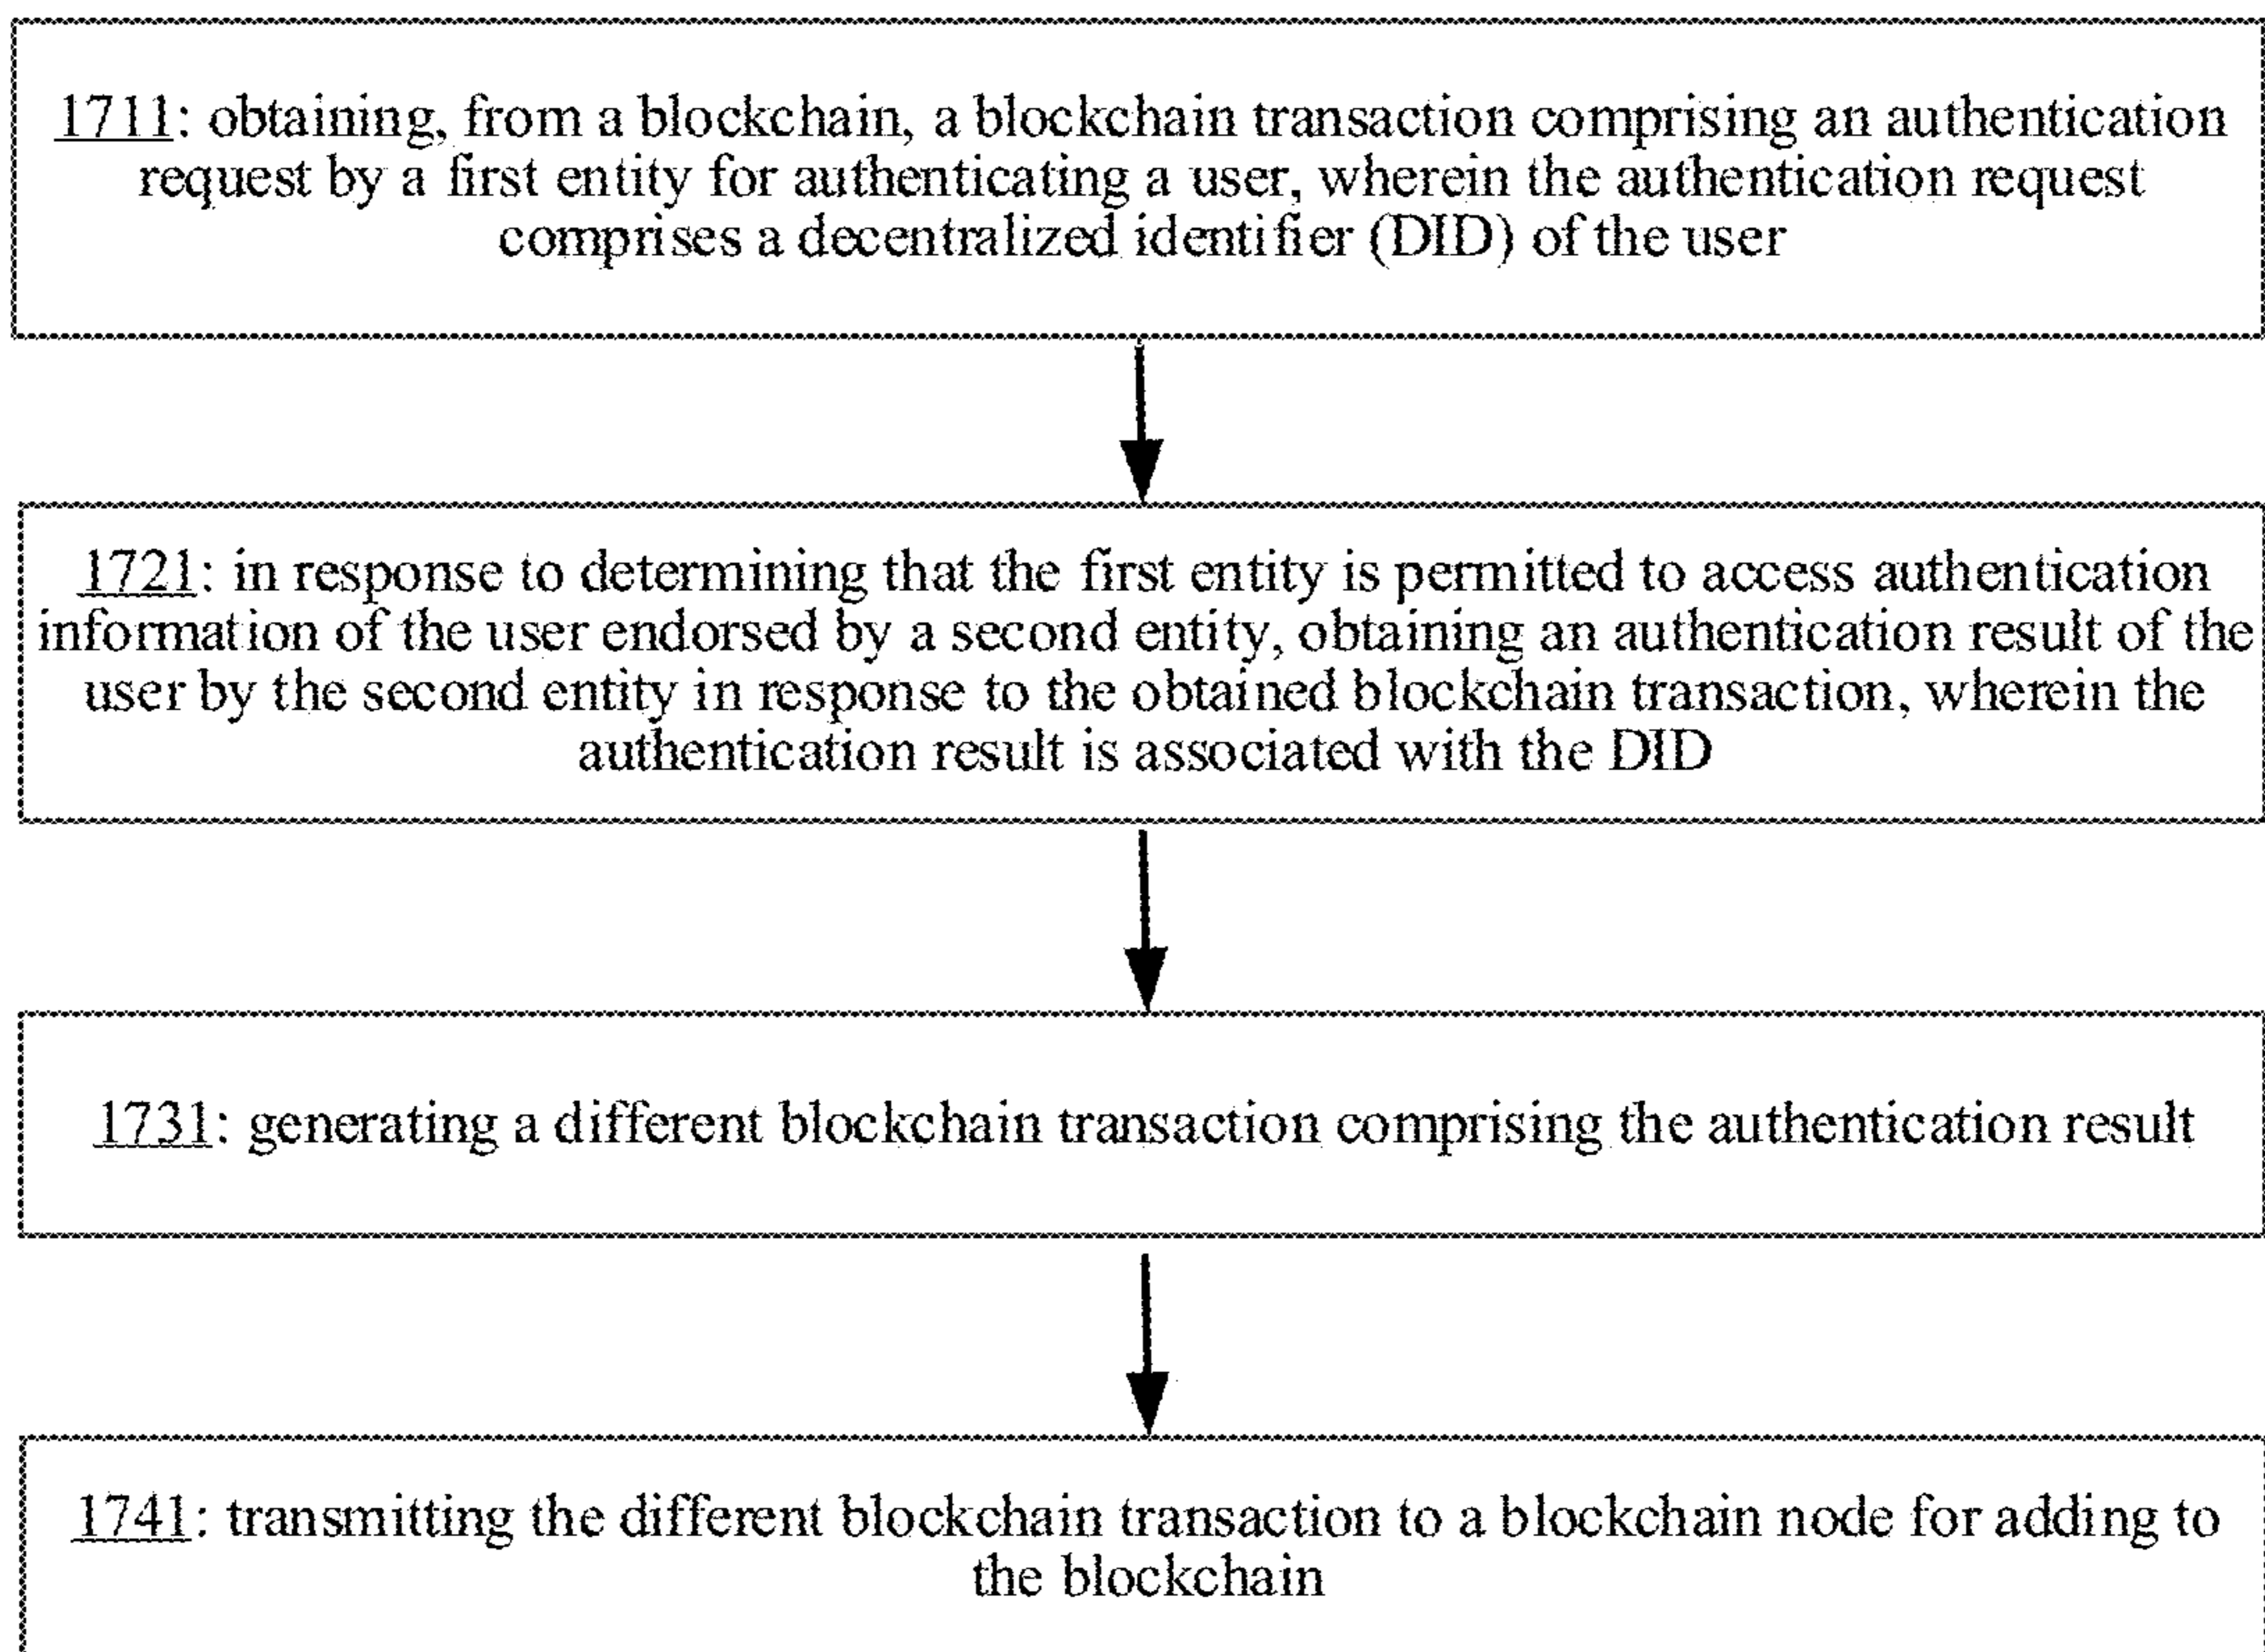 1711: obtaining, from a blockchain, a blockchain transaction comprising an authentication
request by a first entity for authenticating a user, wherein the authentication request
comprises a decentralized identifier (DID) of the user
1721: in response to determining that the first entity is permitted to access authentication
information of the user endorsed by a second entity, obtaining an authentication result of the
user by the second entity in response to the obtained blockchain transaction, wherein the
authentication result is associated with the DID
1731: generating a different blockchain transaction comprising the authentication result
1741: transmitting the different blockchain transaction to a blockchain node for adding to
the blockchain